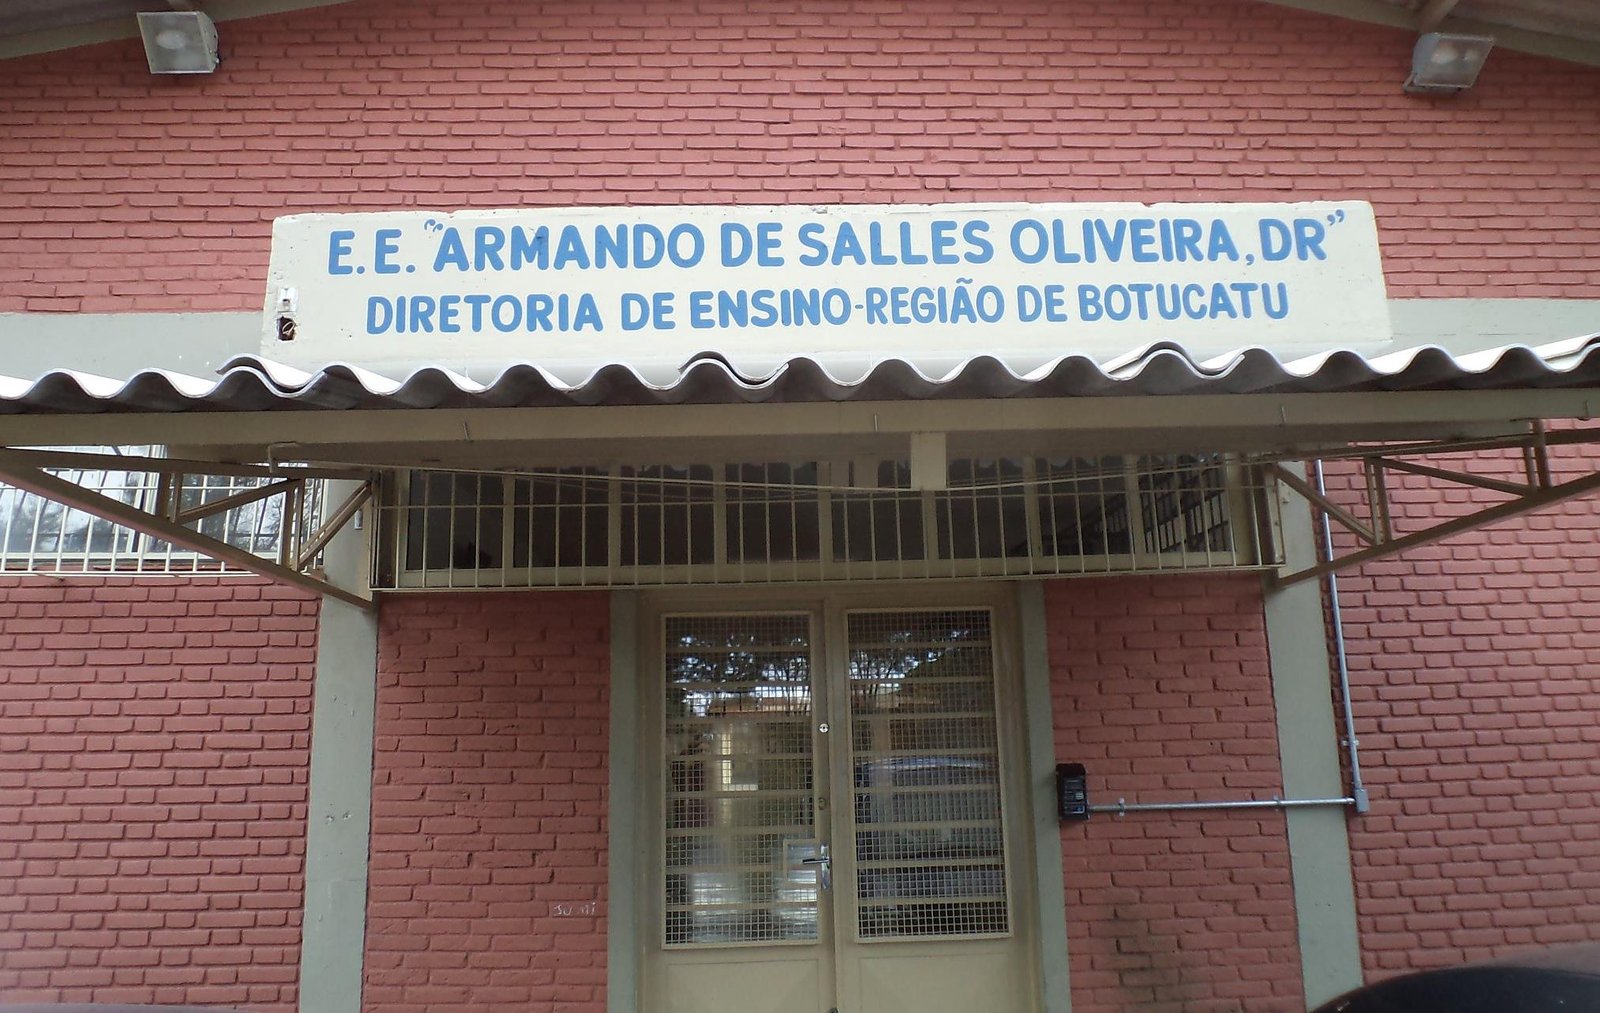 E.E. "ARMANDO DE SALLES OLIVEIRA, DR"
DIRETORIA DE ENSINO-REGIÃO DE BOTUCATU